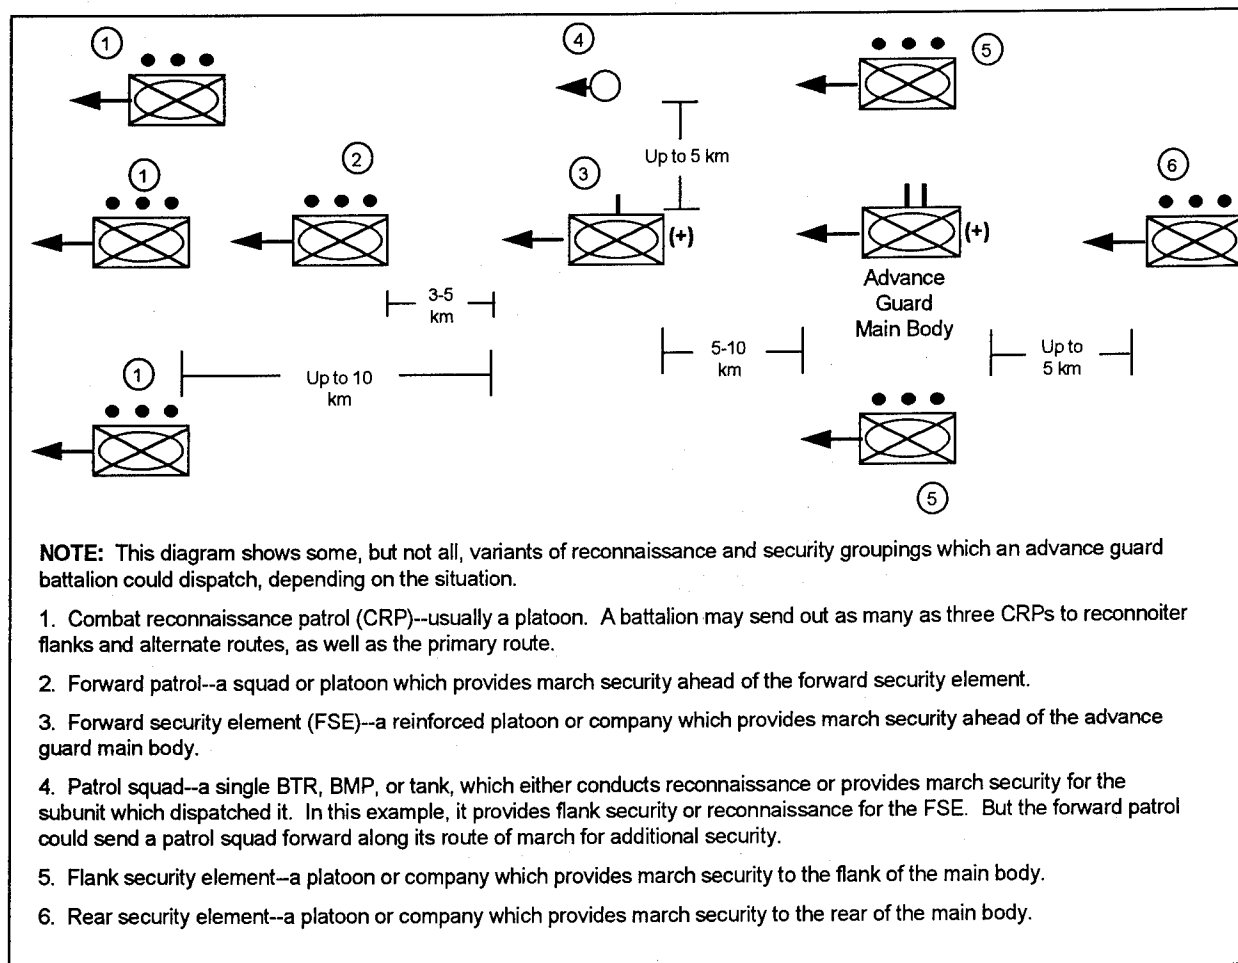 1
4
5
Up to 5 km
1
2
3
6
(+)
(+)
Advance
Guard
Main Body
3-5
km
5-10
km
Up to
5 km
1
Up to 10
km
5
NOTE: This diagram shows some, but not all, variants of reconnaissance and security groupings which an advance guard
battalion could dispatch, depending on the situation.
1. Combat reconnaissance patrol (CRP)--usually a platoon. A battalion may send out as many as three CRPs to reconnoiter
flanks and alternate routes, as well as the primary route.
2. Forward patrol--a squad or platoon which provides march security ahead of the forward security element.
3. Forward security element (FSE)--a reinforced platoon or company which provides march security ahead of the advance
guard main body.
4. Patrol squad--a single BTR, BMP, or tank, which either conducts reconnaissance or provides march security for the
subunit which dispatched it. In this example, it provides flank security or reconnaissance for the FSE. But the forward patrol
could send a patrol squad forward along its route of march for additional security.
5. Flank security element--a platoon or company which provides march security to the flank of the main body.
6. Rear security element--a platoon or company which provides march security to the rear of the main body.